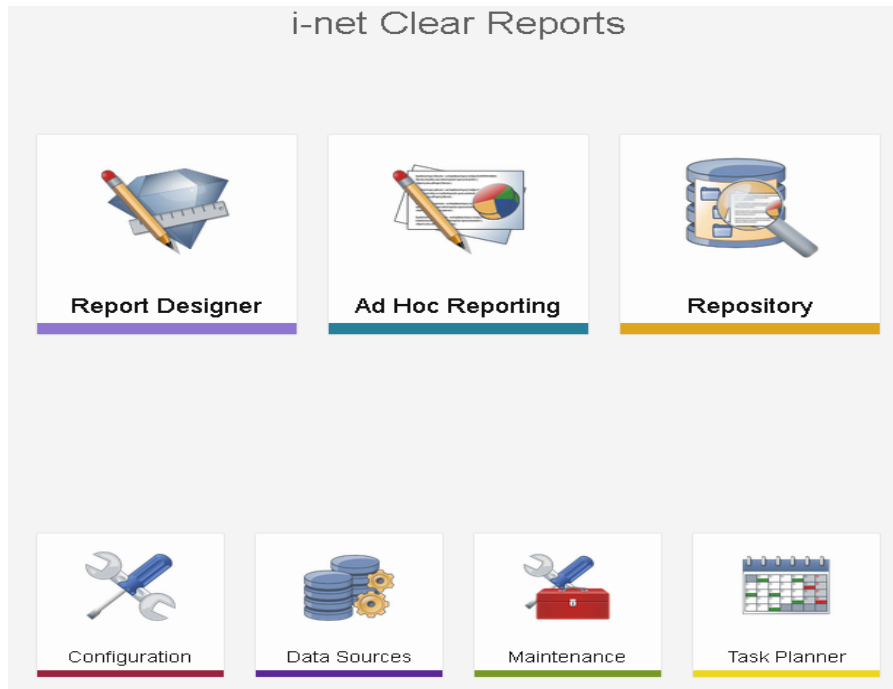 i-net Clear Reports
Report Designer
Ad Hoc Reporting
Repository
Configuration
Data Sources
Maintenance
Task Planner